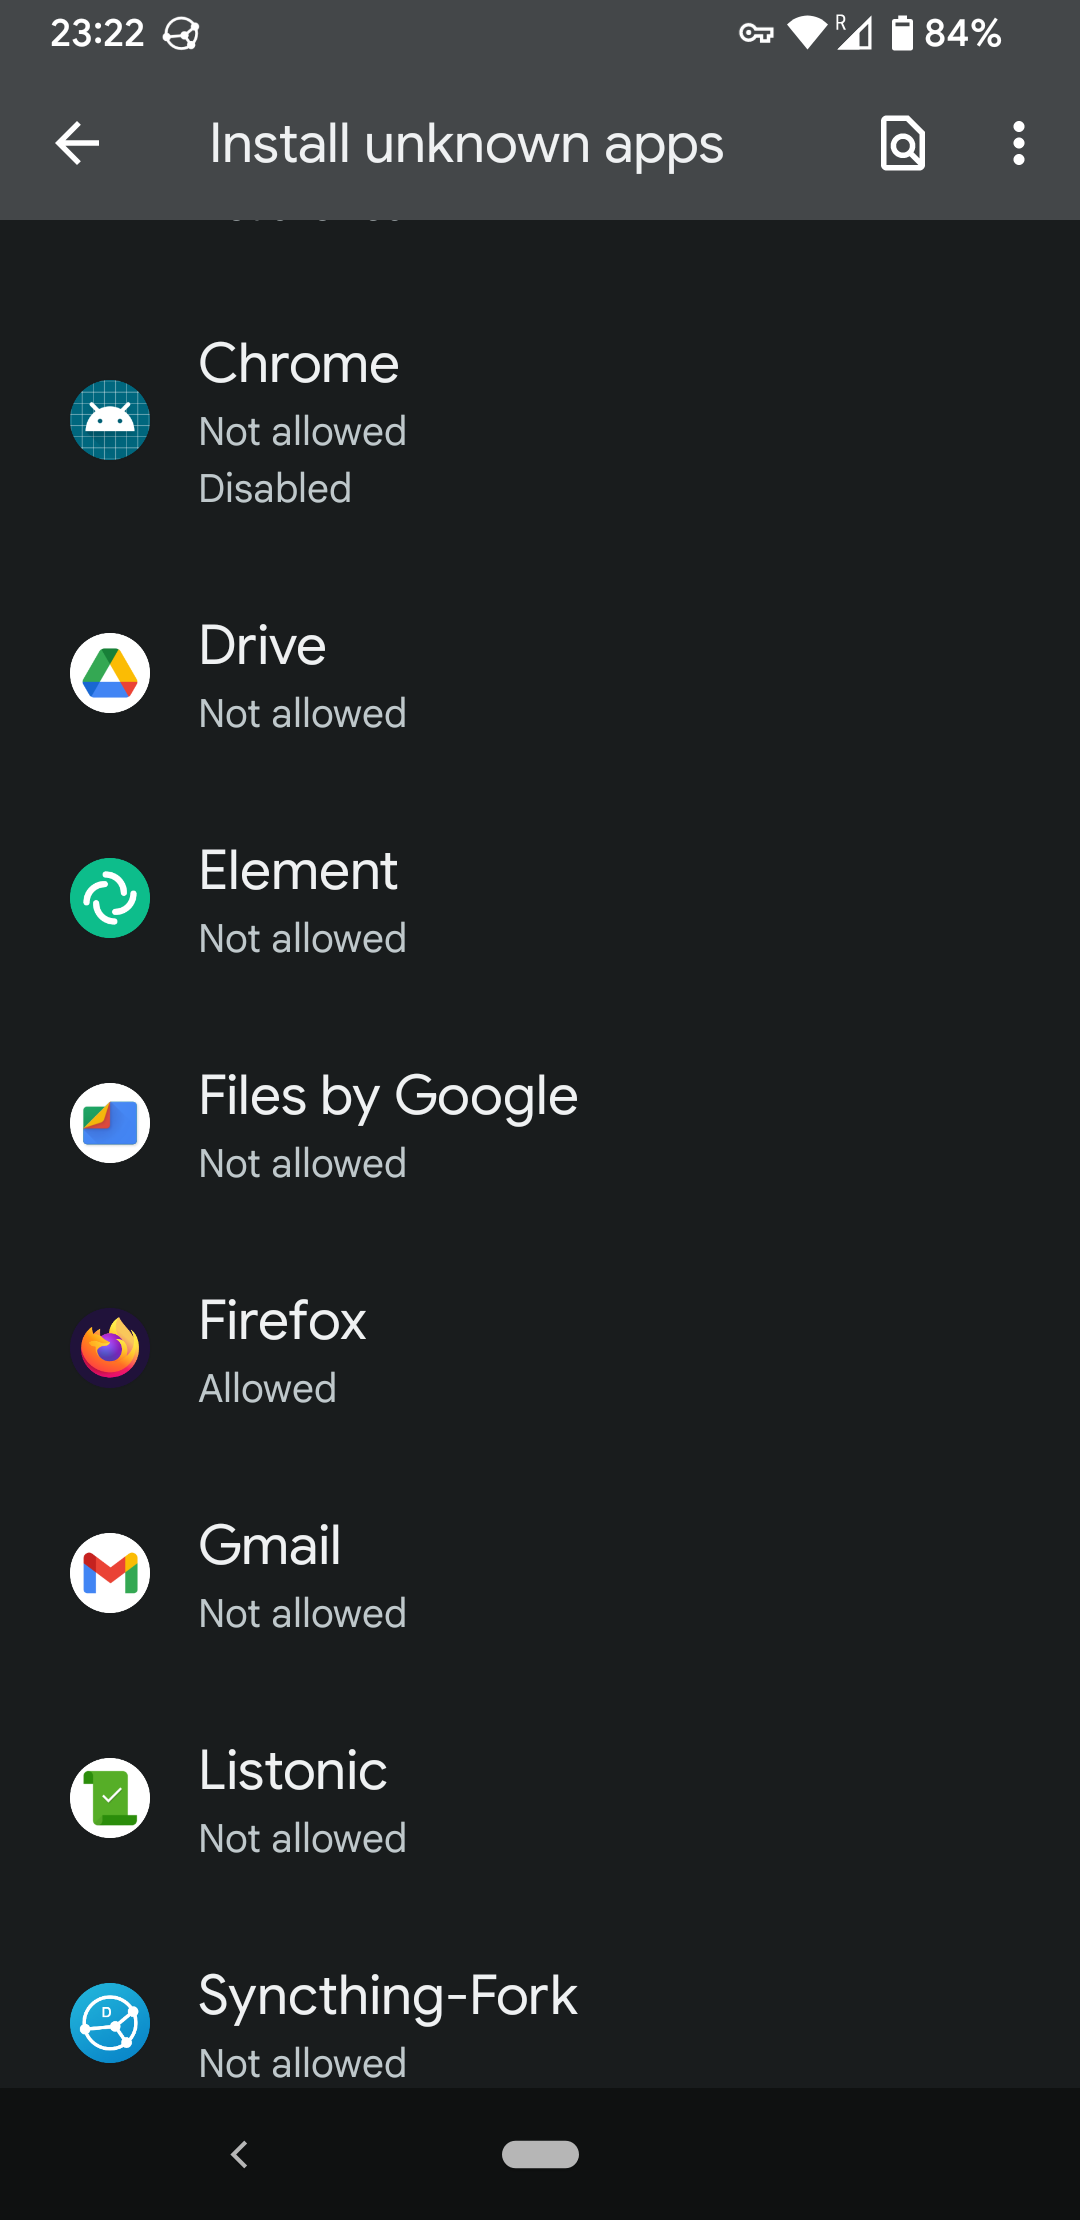 23:22
R
84%
Install unknown apps
Chrome
Not allowed
Disabled
Drive
Not allowed
Element
Not allowed
Files by Google
Not allowed
Firefox
Allowed
Gmail
Not allowed
Listonic
Not allowed
D
Syncthing-Fork
Not allowed